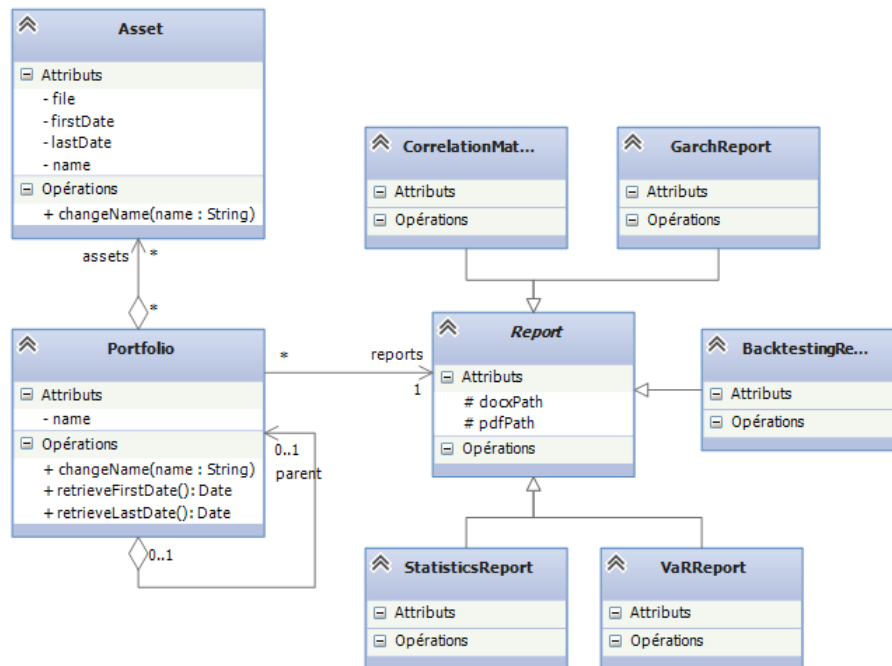 Asset
Attributs
- file
- firstDate
- lastDate
- name
Opérations
+ changeName(name : String)
assets
*
*
Portfolio
Attributs
- name
Opérations
+ changeName(name : String)
+ retrieveFirstDate(): Date
+ retrieveLastDate(): Date
0..1
parent
0..1
*
reports
1
CorrelationMat...
Attributs
Opérations
GarchReport
Attributs
Opérations
Report
Attributs
# docxPath
# pdfPath
Opérations
BacktestingRe...
Attributs
Opérations
StatisticsReport
Attributs
Opérations
VaRReport
Attributs
Opérations